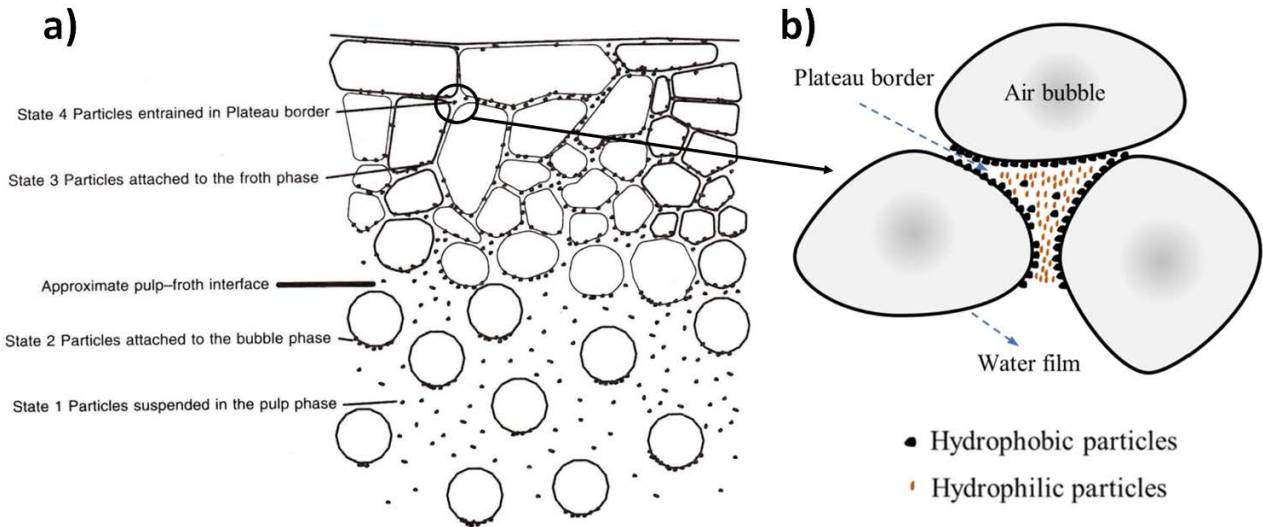 a)
State 4 Particles entrained in Plateau border
State 3 Particles attached to the froth phase
Approximate pulp–froth interface
State 2 Particles attached to the bubble phase
State 1 Particles suspended in the pulp phase
b)
Plateau border
Air bubble
Water film
Hydrophobic particles
Hydrophilic particles